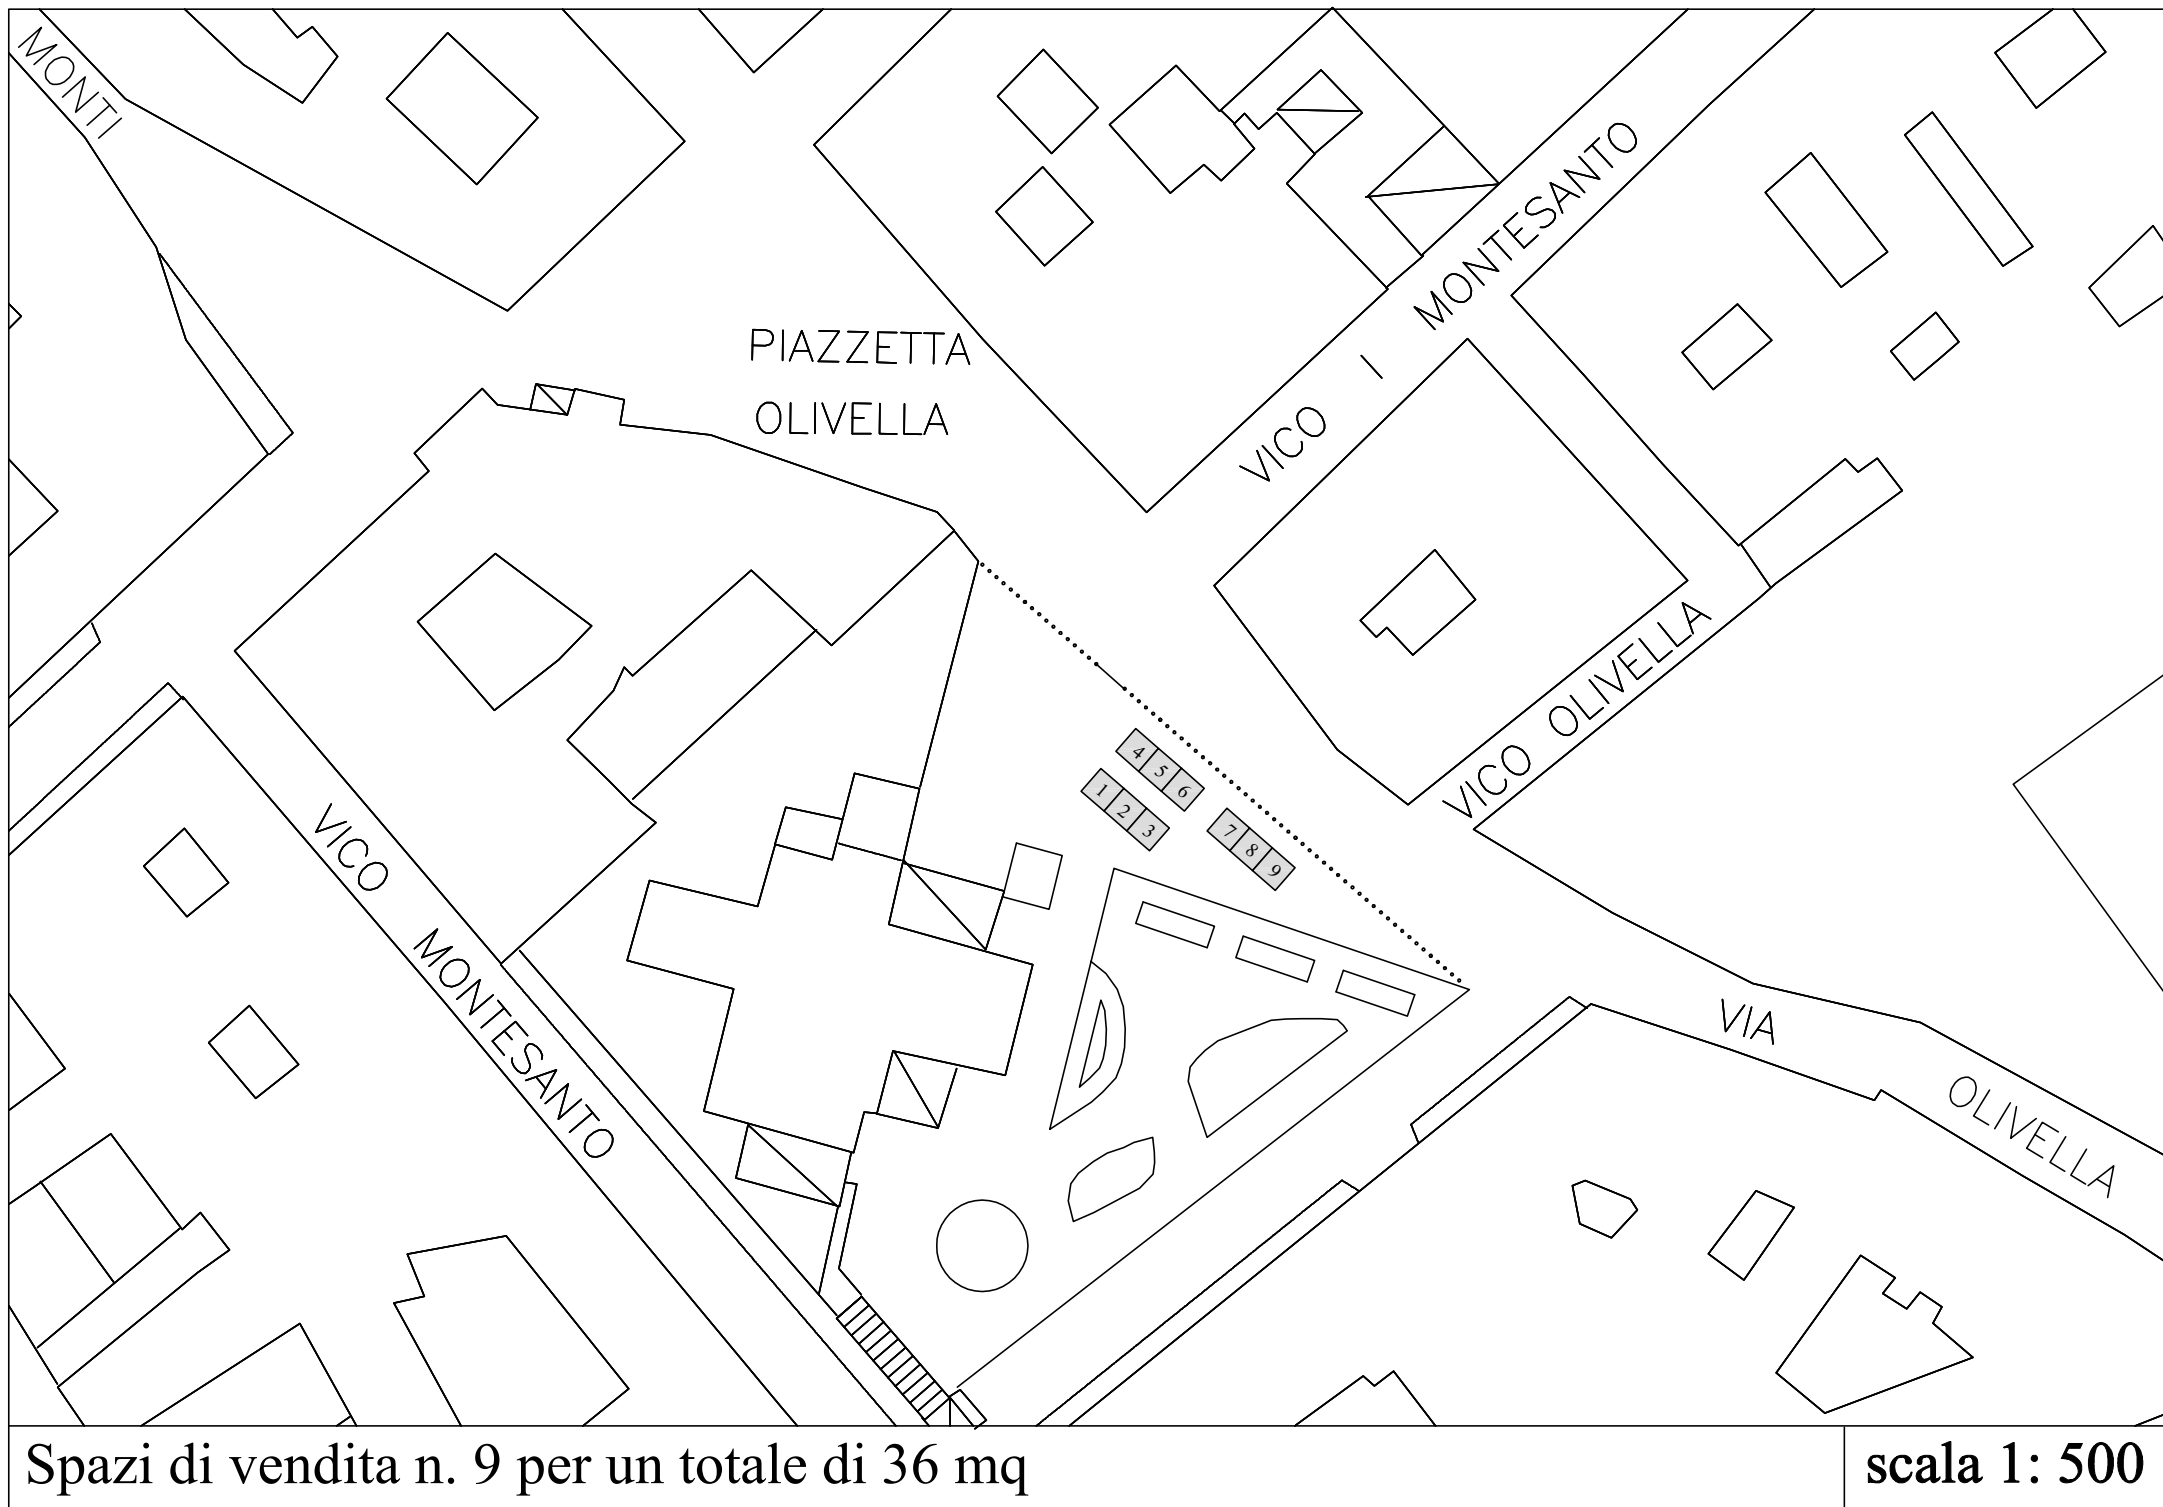 MONTI
PIAZZETTA
OLIVELLA
VICO I MONTESANTO
VICO OLIVELLA
4 5 6
1 2 3
7 8 9
VICO MONTESANTO
VIA OLIVELLA
Spazi di vendita n. 9 per un totale di 36 mq
scala 1: 500